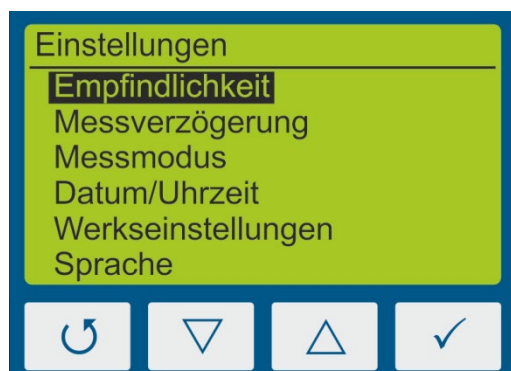 Einstellungen
Empfindlichkeit
Messverzögerung
Messmodus
Datum/Uhrzeit
Werkseinstellungen
Sprache